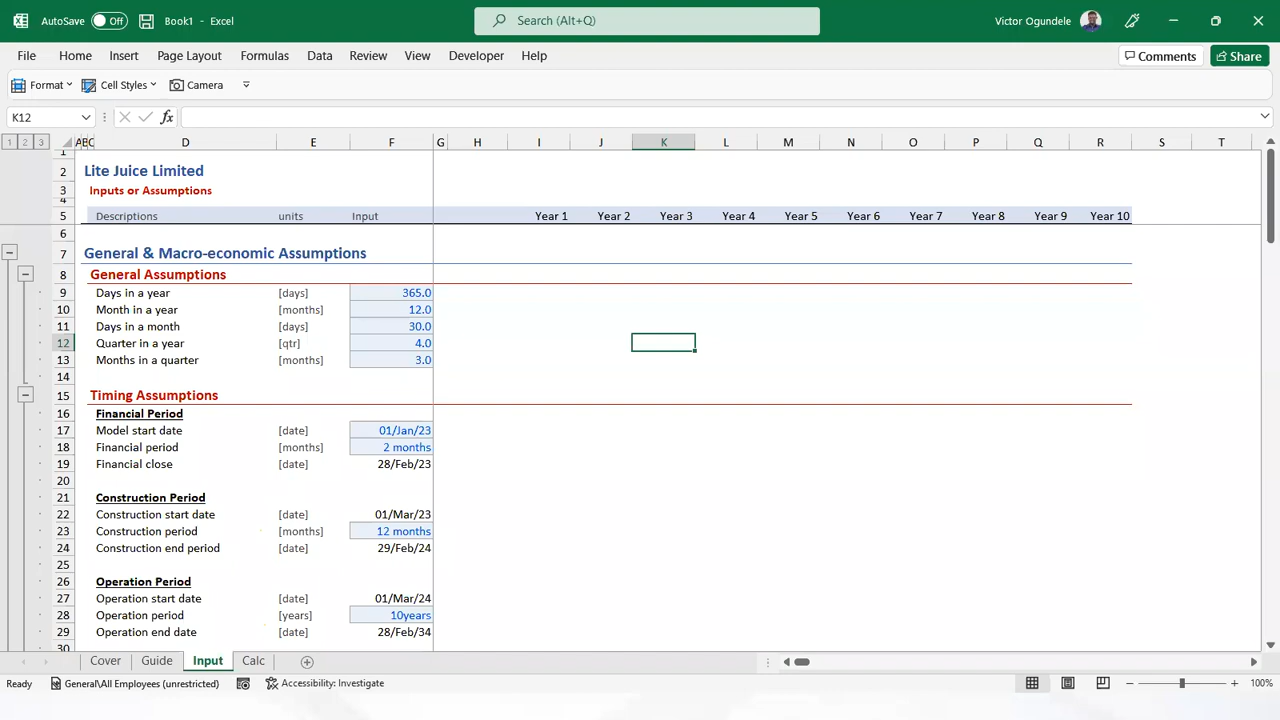 AutoSave Off Book1 - Excel Search (Alt+Q) Victor Ogundele
File Home Insert Page Layout Formulas Data Review View Developer Help Comments Share
Format Cell Styles Camera
K12 fx
1 2 3 A B C D E F G H I J K L M N O P Q R S T
1
2 Lite Juice Limited
3 Inputs or Assumptions
4
5 Descriptions units Input Year 1 Year 2 Year 3 Year 4 Year 5 Year 6 Year 7 Year 8 Year 9 Year 10
6
7 General & Macro-economic Assumptions
8 General Assumptions
9 Days in a year [days] 365.0
10 Month in a year [months] 12.0
11 Days in a month [days] 30.0
12 Quarter in a year [qtr] 4.0
13 Months in a quarter [months] 3.0
14
15 Timing Assumptions
16 Financial Period
17 Model start date [date] 01/Jan/23
18 Financial period [months] 2 months
19 Financial close [date] 28/Feb/23
20
21 Construction Period
22 Construction start date [date] 01/Mar/23
23 Construction period [months] 12 months
24 Construction end period [date] 29/Feb/24
25
26 Operation Period
27 Operation start date [date] 01/Mar/24
28 Operation period [years] 10years
29 Operation end date [date] 28/Feb/34
30
Cover Guide Input Calc
Ready General\All Employees (unrestricted) Accessibility: Investigate 100%